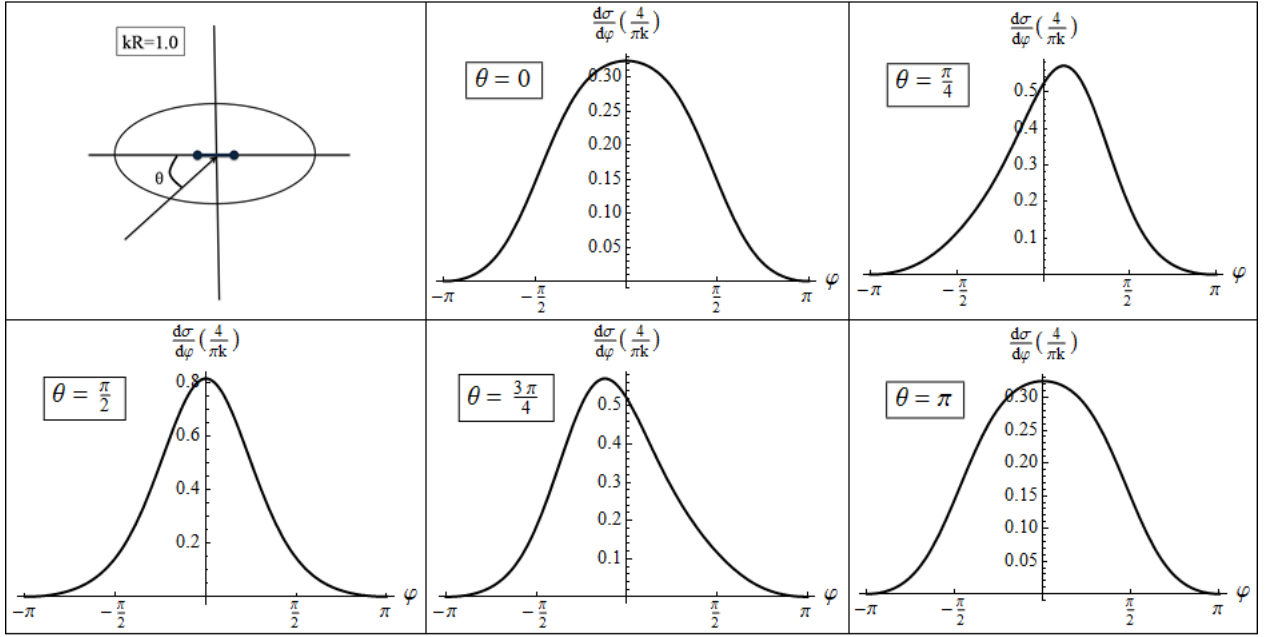 kR=1.0
θ
dσ/dφ (4/πk)
θ = 0
0.30
0.25
0.20
0.15
0.10
0.05
-π
-π/2
π/2
π
φ
dσ/dφ (4/πk)
θ = π/4
0.5
0.4
0.3
0.2
0.1
-π
-π/2
π/2
π
φ
dσ/dφ (4/πk)
θ = π/2
0.8
0.6
0.4
0.2
-π
-π/2
π/2
π
φ
dσ/dφ (4/πk)
θ = 3π/4
0.5
0.4
0.3
0.2
0.1
-π
-π/2
π/2
π
φ
dσ/dφ (4/πk)
θ = π
0.30
0.25
0.20
0.15
0.10
0.05
-π
-π/2
π/2
π
φ